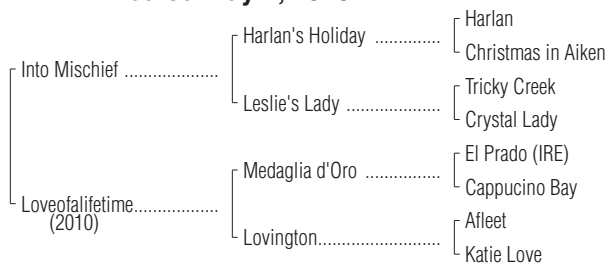 Harlan
Harlan's Holiday ................
Christmas in Aiken
Into Mischief ...................
Tricky Creek
Leslie's Lady ...................
Crystal Lady
El Prado (IRE)
Medaglia d'Oro ...............
Cappucino Bay
Loveofalifetime.................
(2010)
Afleet
Lovington.........................
Katie Love